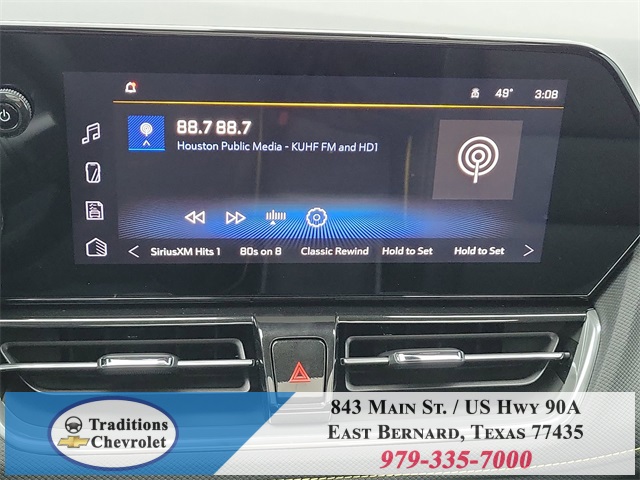 49° 3:08
88.7 88.7
Houston Public Media - KUHF FM and HD1
SiriusXM Hits 1 80s on 8 Classic Rewind Hold to Set Hold to Set
Traditions
Chevrolet
843 Main St. / US Hwy 90A
East Bernard, Texas 77435
979-335-7000